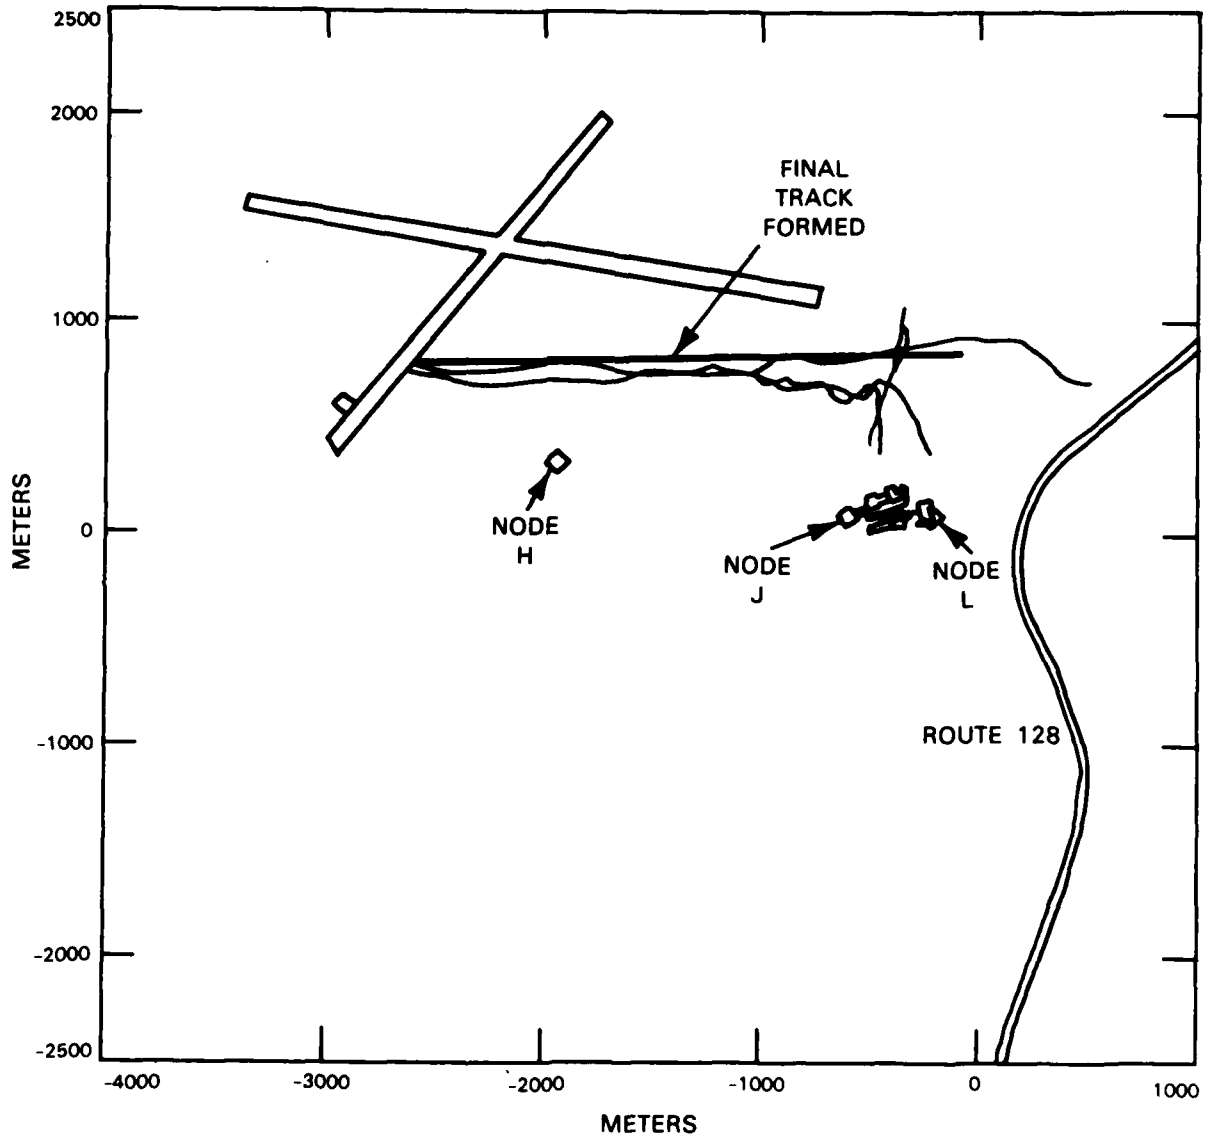 2500
2000
1000
0
-1000
-2000
-2500
METERS
FINAL
TRACK
FORMED
NODE
H
NODE
J
NODE
L
ROUTE 128
-4000
-3000
-2000
-1000
0
1000
METERS